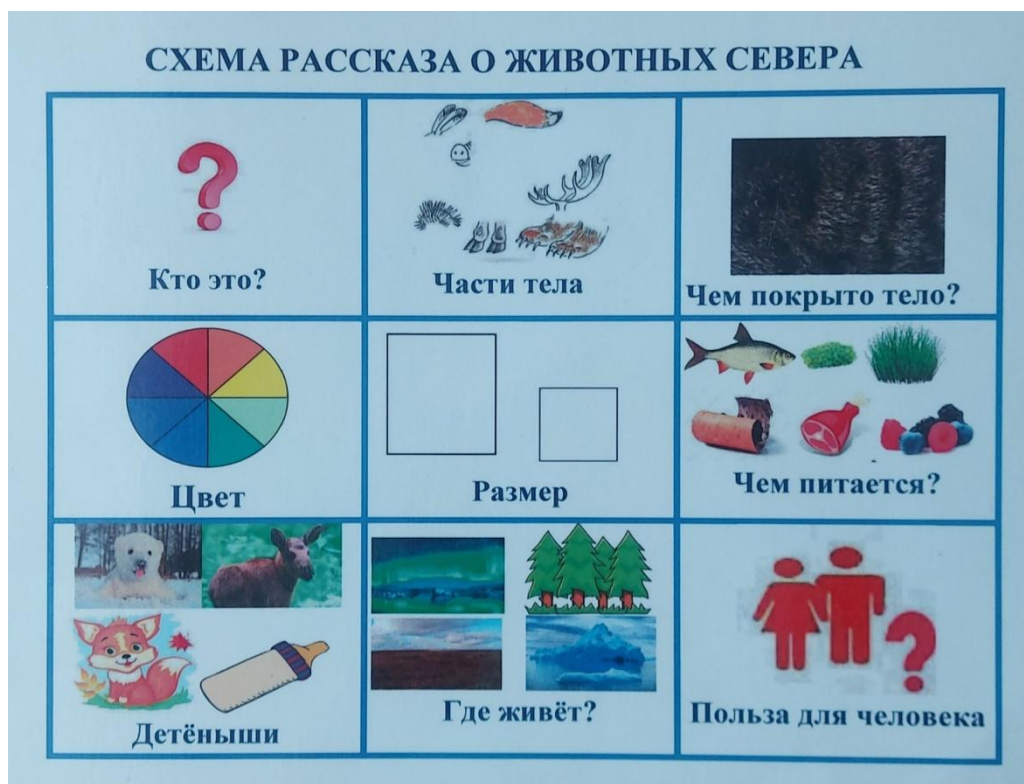 СХЕМА РАССКАЗА О ЖИВОТНЫХ СЕВЕРА
Кто это?
Части тела
Чем покрыто тело?
Цвет
Размер
Чем питается?
Детёныши
Где живёт?
Польза для человека